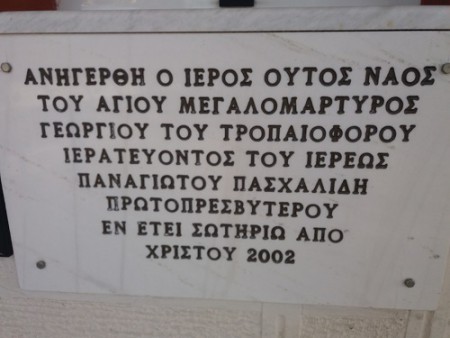 ΑΝΗΓΕΡΘΗ Ο ΙΕΡΟΣ ΟΥΤΟΣ ΝΑΟΣ
ΤΟΥ ΑΓΙΟΥ ΜΕΓΑΛΟΜΑΡΤΥΡΟΣ
ΓΕΩΡΓΙΟΥ ΤΟΥ ΤΡΟΠΑΙΟΦΟΡΟΥ
ΙΕΡΑΤΕΥΟΝΤΟΣ ΤΟΥ ΙΕΡΕΩΣ
ΠΑΝΑΓΙΩΤΟΥ ΠΑΣΧΑΛΙΔΗ
ΠΡΩΤΟΠΡΕΣΒΥΤΕΡΟΥ
ΕΝ ΕΤΕΙ ΣΩΤΗΡΙΩ ΑΠΟ
ΧΡΙΣΤΟΥ 2002